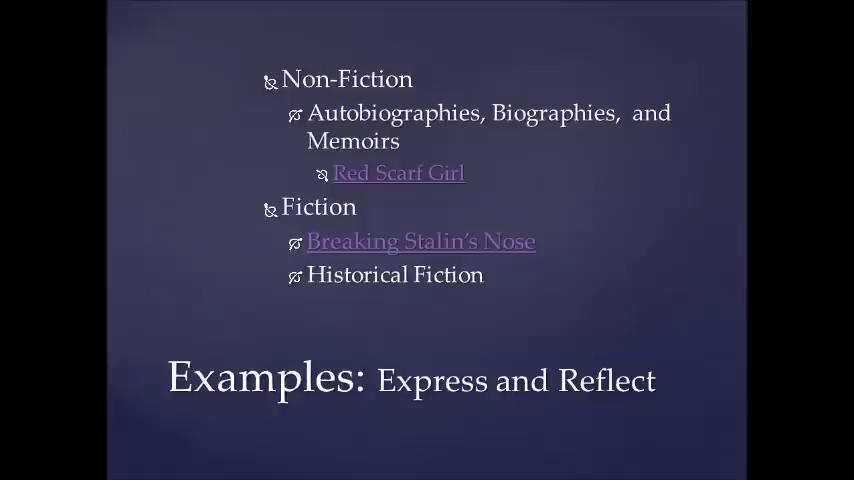 Non-Fiction
Autobiographies, Biographies, and
Memoirs
Red Scarf Girl
Fiction
Breaking Stalin's Nose
Historical Fiction
Examples: Express and Reflect